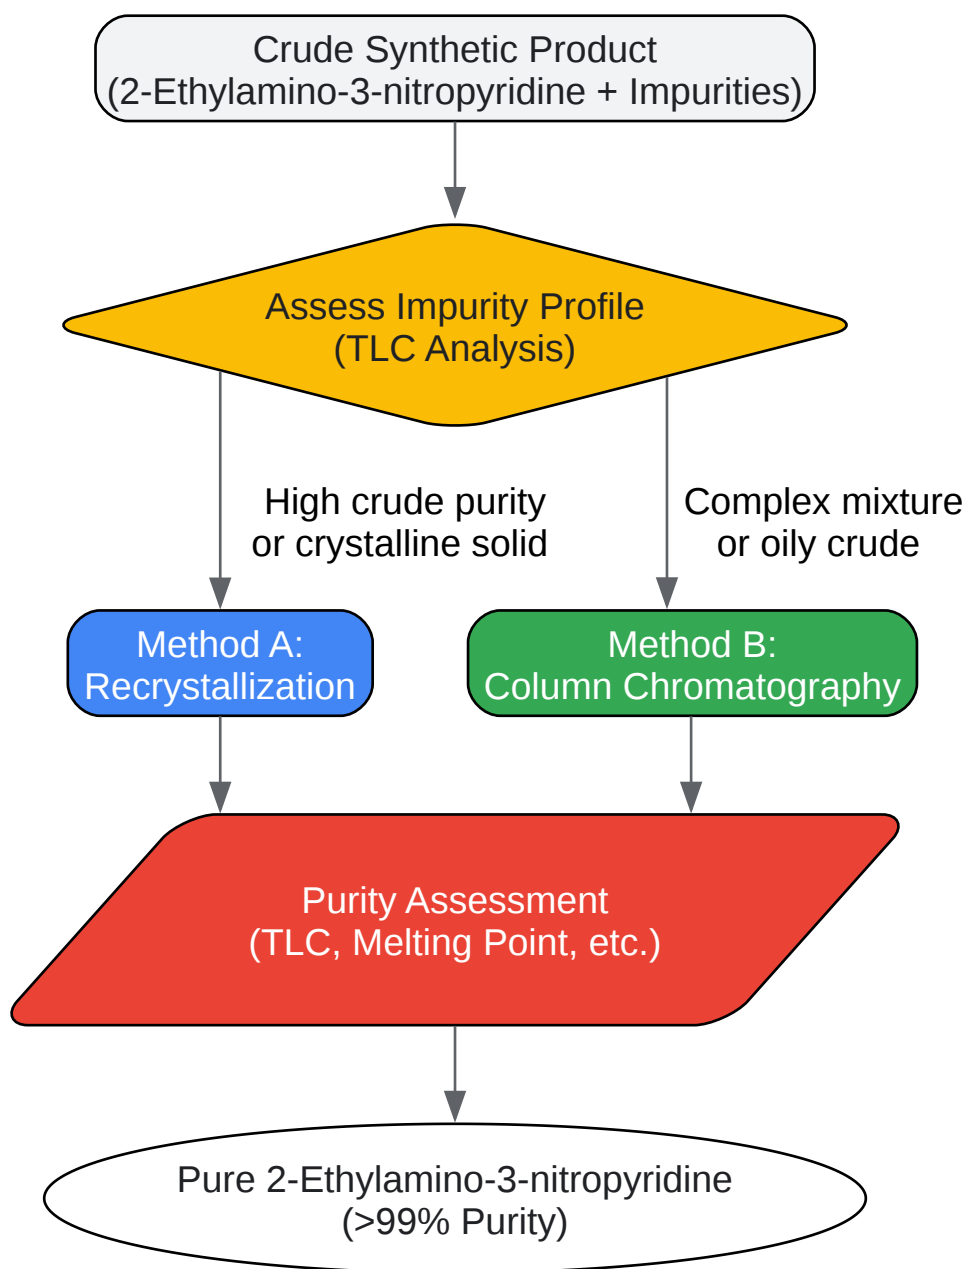 Crude Synthetic Product
(2-Ethylamino-3-nitropyridine + Impurities)
Assess Impurity Profile
(TLC Analysis)
High crude purity
or crystalline solid
Complex mixture
or oily crude
Method A:
Recrystallization
Method B:
Column Chromatography
Purity Assessment
(TLC, Melting Point, etc.)
Pure 2-Ethylamino-3-nitropyridine
(>99% Purity)